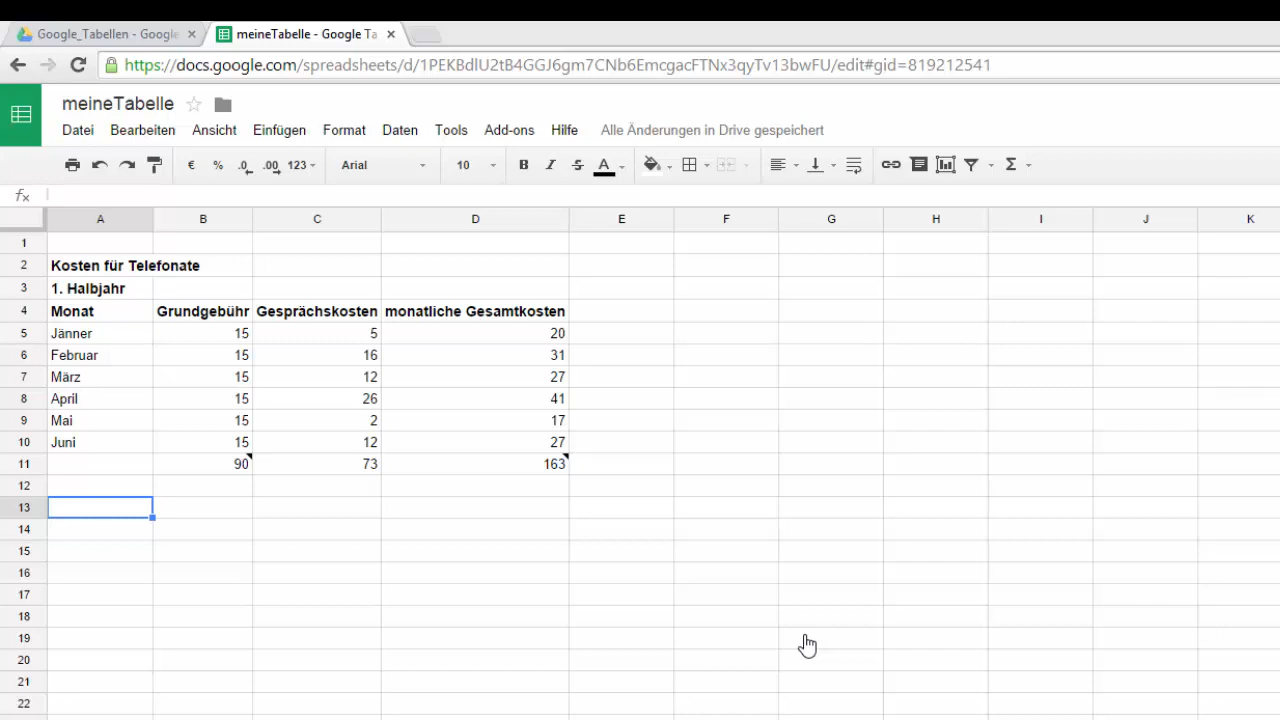 Google_Tabellen - Google
meineTabelle - Google Ta
https://docs.google.com/spreadsheets/d/1PEKBdlU2tB4GGJ6gm7CNb6EmcgacFTNx3qyTv13bwFU/edit#gid=819212541
meineTabelle
Datei Bearbeiten Ansicht Einfügen Format Daten Tools Add-ons Hilfe Alle Änderungen in Drive gespeichert
€ % .0 .00 123 Arial 10 B I S A Σ
fx
A B C D E F G H I J K
1
2 Kosten für Telefonate
3 1. Halbjahr
4 Monat Grundgebühr Gesprächskosten monatliche Gesamtkosten
5 Jänner 15 5 20
6 Februar 15 16 31
7 März 15 12 27
8 April 15 26 41
9 Mai 15 2 17
10 Juni 15 12 27
11 90 73 163
12
13
14
15
16
17
18
19
20
21
22